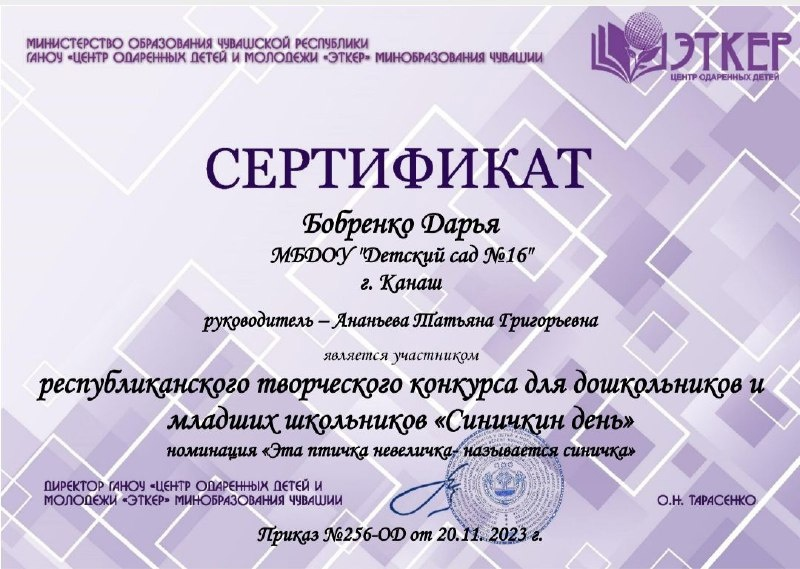 МИНИСТЕРСТВО ОБРАЗОВАНИЯ ЧУВАШСКОЙ РЕСПУБЛИКИ
ГАНОУ «ЦЕНТР ОДАРЕННЫХ ДЕТЕЙ И МОЛОДЕЖИ «ЭТКЕР» МИНОБРАЗОВАНИЯ ЧУВАШИИ
ЭТКЕР
ЦЕНТР ОДАРЕННЫХ ДЕТЕЙ
СЕРТИФИКАТ
Бобренко Дарья
МБДОУ "Детский сад №16"
г. Канаш
руководитель – Ананьева Татьяна Григорьевна
является участником
республиканского творческого конкурса для дошкольников и
младших школьников «Синичкин день»
номинация «Эта птичка невеличка- называется синичка»
ДИРЕКТОР ГАНОУ «ЦЕНТР ОДАРЕННЫХ ДЕТЕЙ И
МОЛОДЕЖИ «ЭТКЕР» МИНОБРАЗОВАНИЯ ЧУВАШИИ
О.Н. ТАРАСЕНКО
Приказ №256-ОД от 20.11. 2023 г.